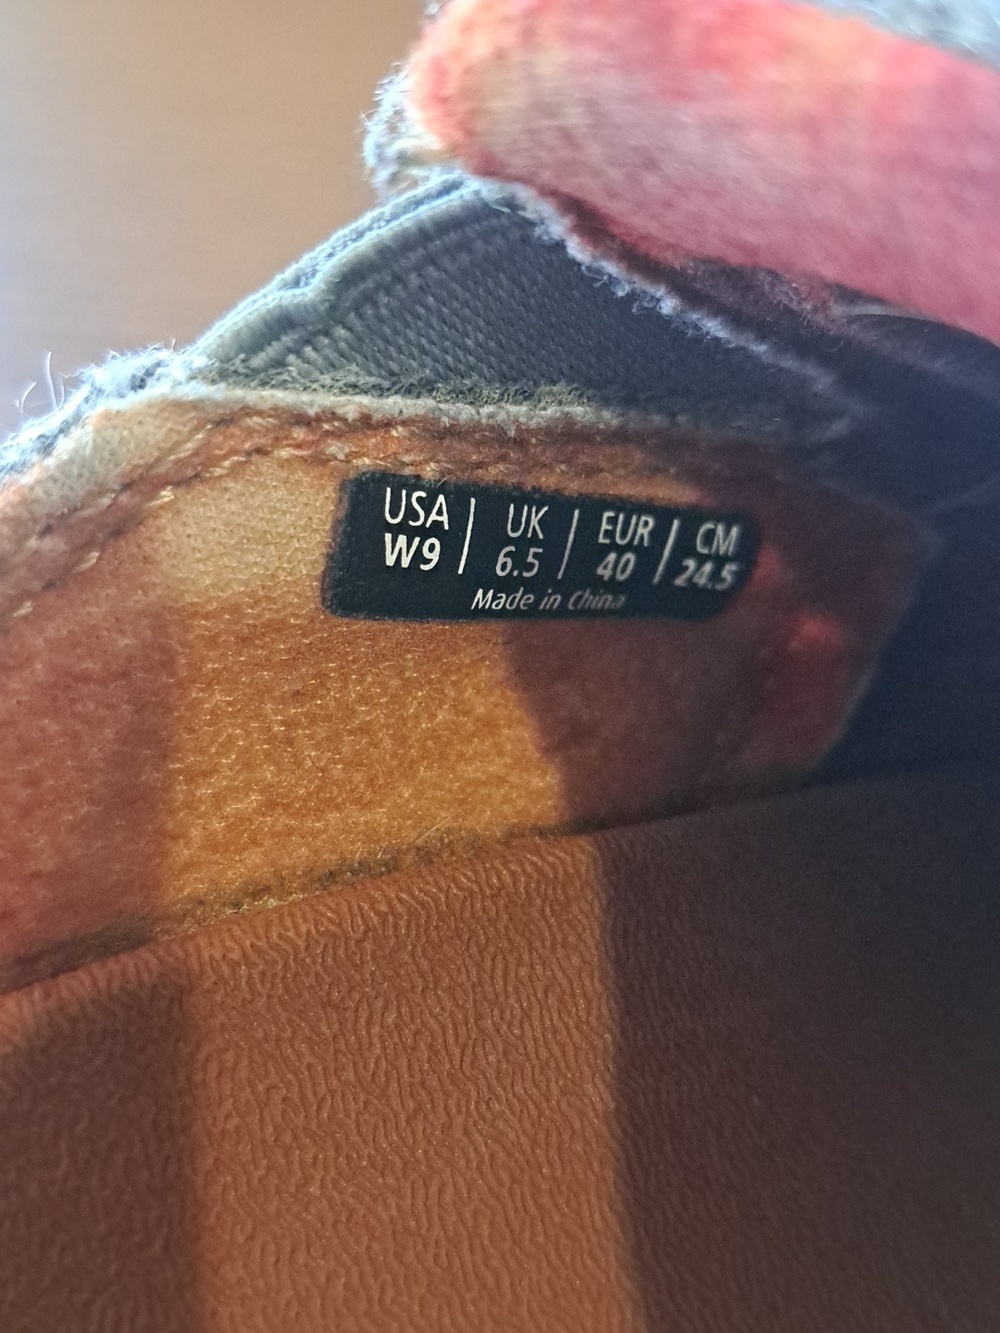 USA | UK | EUR | CM
W9 | 6.5 | 40 | 24.5
Made in China